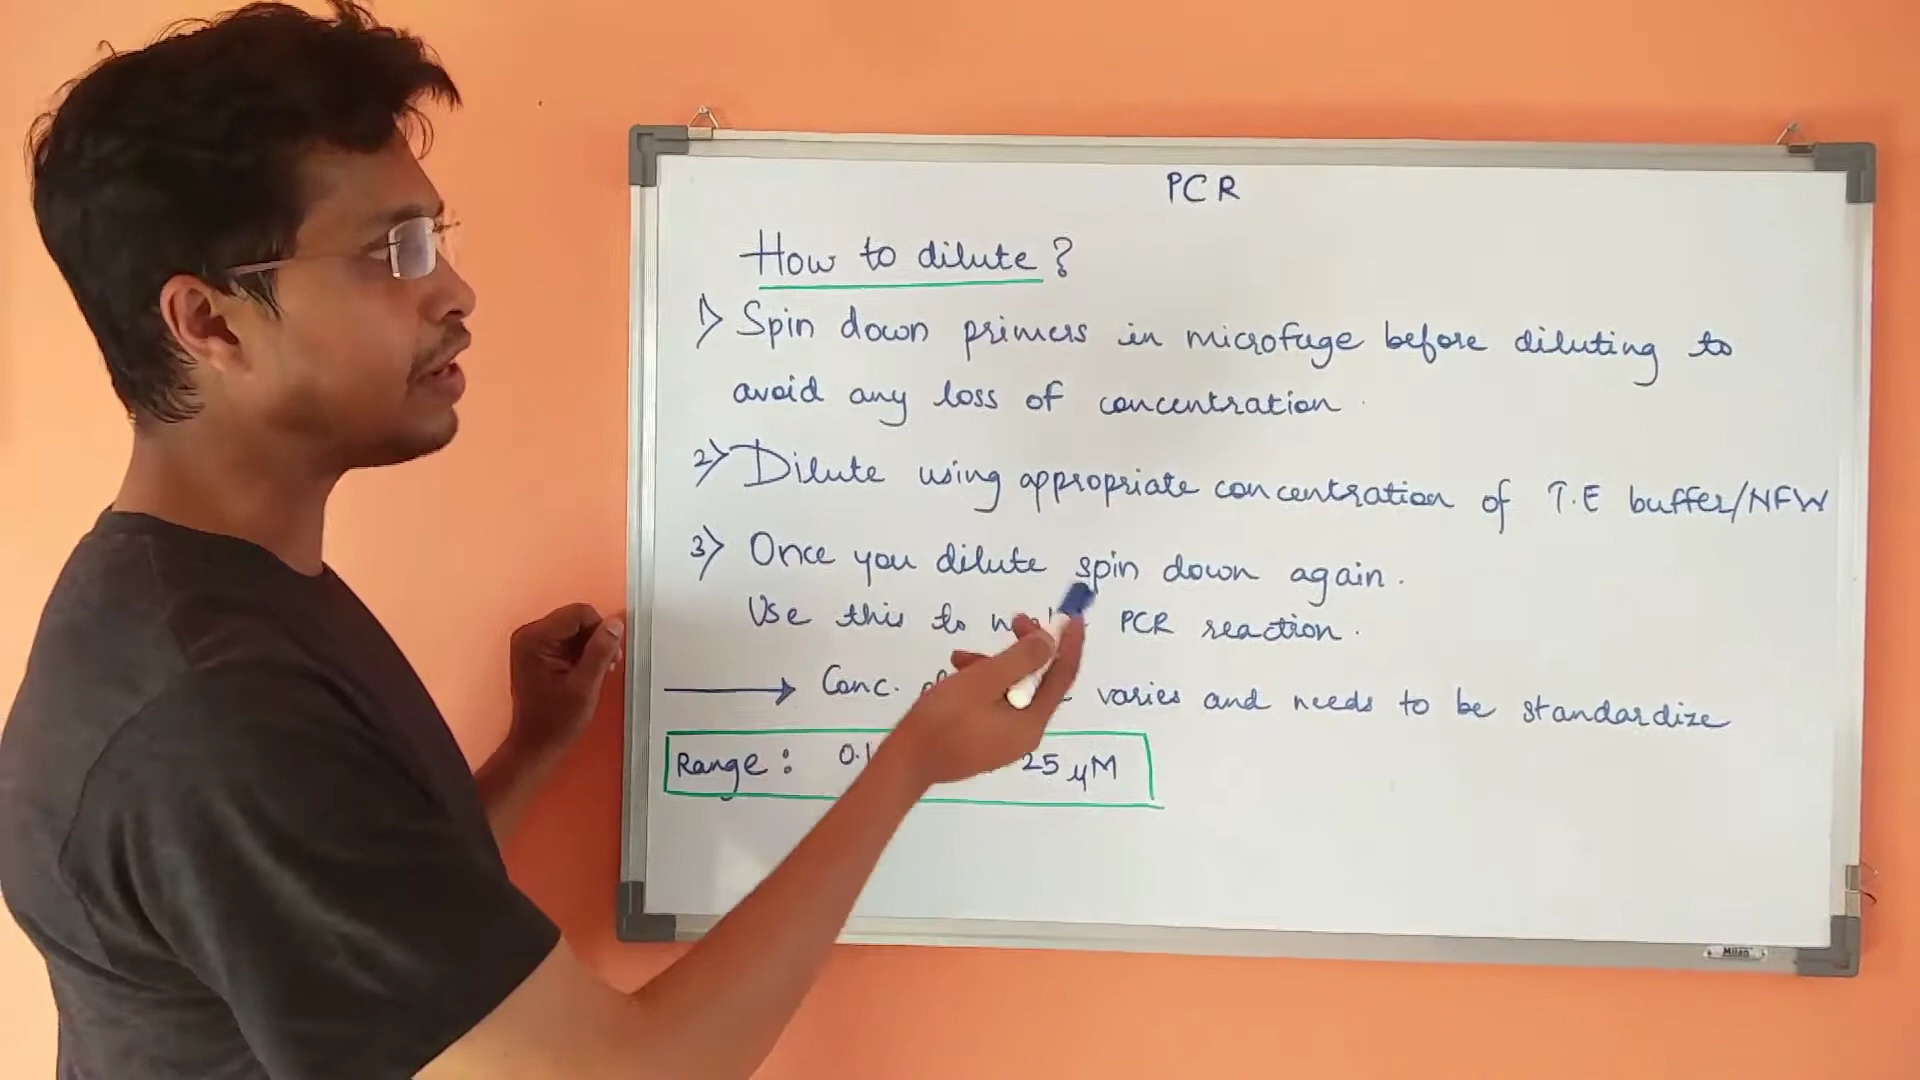 PCR
How to dilute?
1) Spin down primers in microfuge before diluting to
avoid any loss of concentration.
2) Dilute using appropriate concentration of T.E buffer/NFW
3) Once you dilute spin down again.
Use this to PCR reaction.
Conc. varies and needs to be standardize
Range: 25 µM
Milan